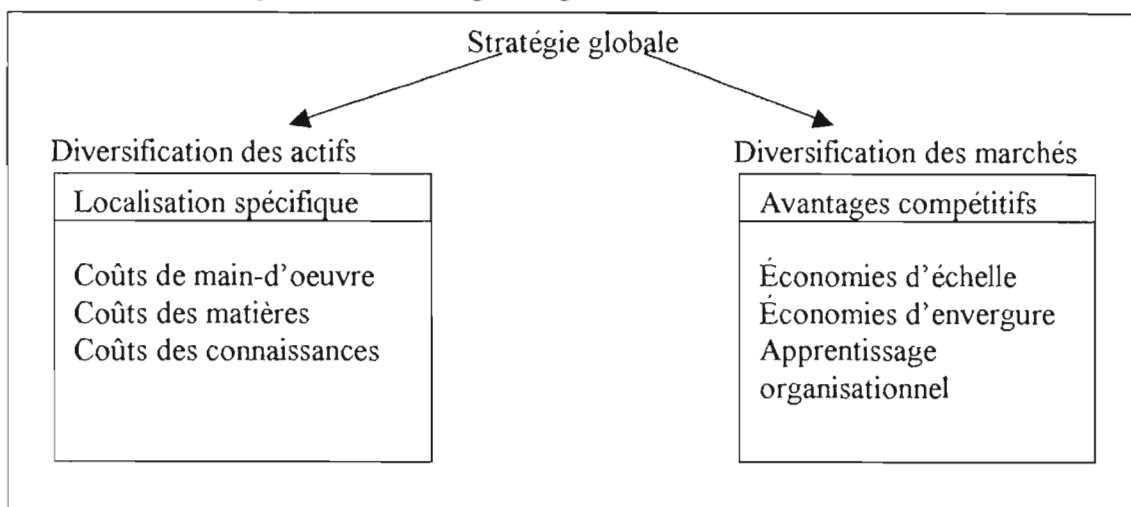 Stratégie globale
Diversification des actifs
Localisation spécifique
Coûts de main-d'oeuvre
Coûts des matières
Coûts des connaissances
Diversification des marchés
Avantages compétitifs
Économies d'échelle
Économies d'envergure
Apprentissage
organisationnel